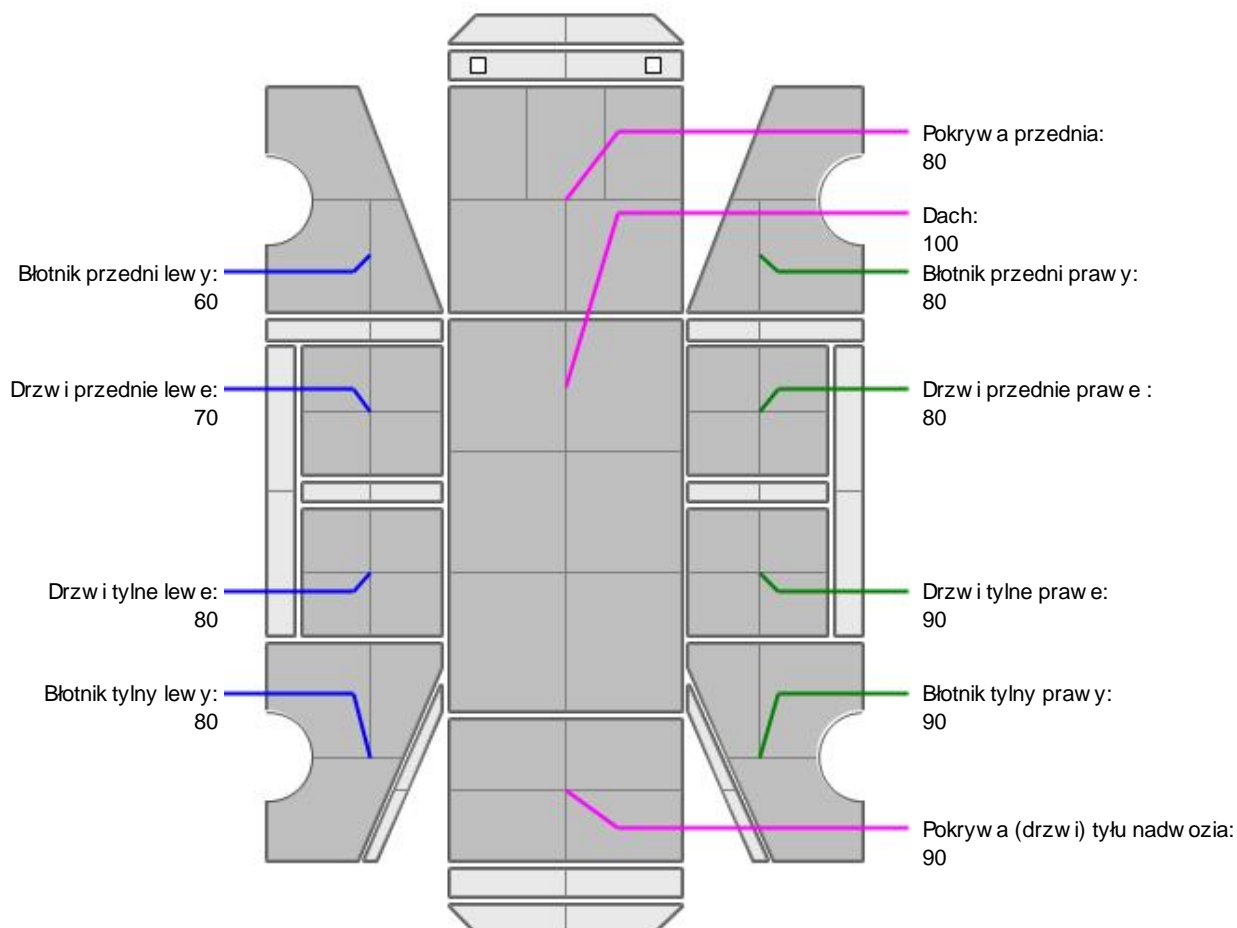 Pokrywa przednia:
80
Dach:
100
Błotnik przedni lewy:
60
Błotnik przedni prawy:
80
Drzwi przednie lewe:
70
Drzwi przednie prawe :
80
Drzwi tylne lewe:
80
Drzwi tylne prawe:
90
Błotnik tylny lewy:
80
Błotnik tylny prawy:
90
Pokrywa (drzwi) tyłu nadwozia:
90